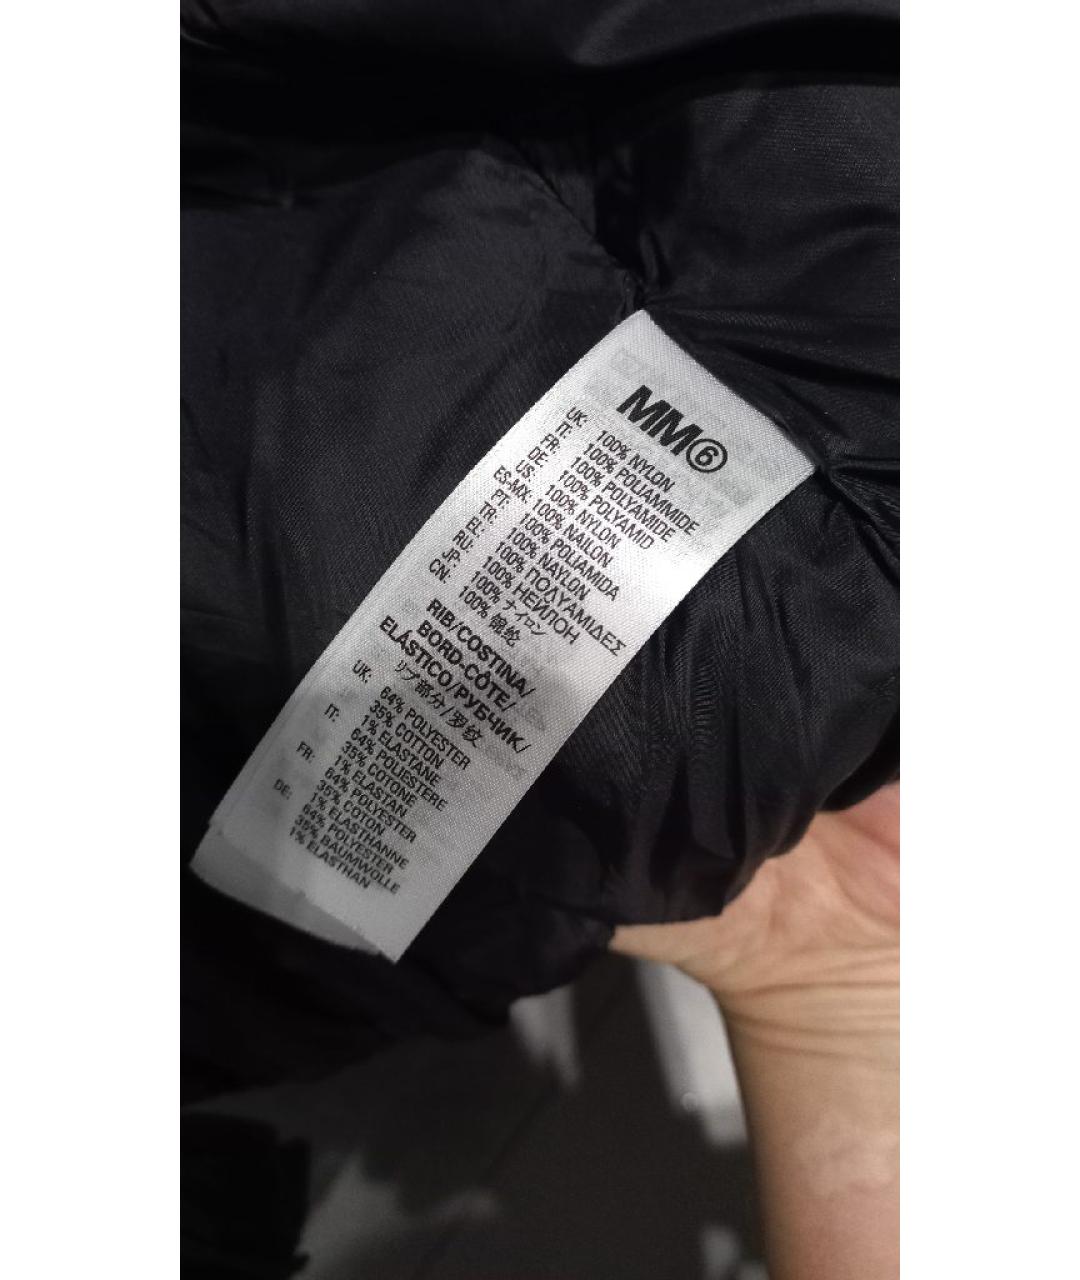 MM⑥
UK: 100% NYLON
IT: 100% POLIAMMIDE
FR: 100% POLYAMIDE
DE: 100% POLYAMID
US: 100% NYLON
ES-MX: 100% NAILON
PT: 100% POLIAMIDA
TR: 100% NAYLON
EL: 100% ΠΟΛΥΑΜΙΔΕΣ
RU: 100% НЕЙЛОН
JP: 100% ナイロン
CN: 100% 锦纶
RIB/COSTINA/
BORD-CÔTE/
ELÁSTICO/РУБЧИК/
リブ部分/罗纹
UK: 64% POLYESTER
35% COTTON
1% ELASTANE
IT: 64% POLIESTERE
35% COTONE
1% ELASTAN
FR: 64% POLYESTER
35% COTON
1% ELASTHANNE
DE: 64% POLYESTER
35% BAUMWOLLE
1% ELASTHAN